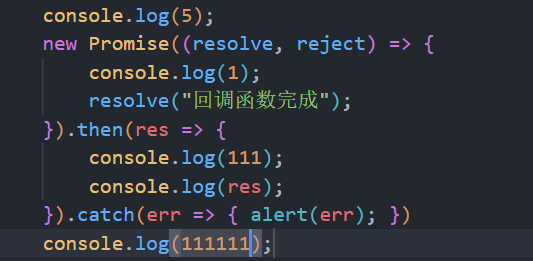 console.log(5);
new Promise((resolve, reject) => {
    console.log(1);
    resolve("回调函数完成");
}).then(res => {
    console.log(111);
    console.log(res);
}).catch(err => { alert(err); })
console.log(111111);